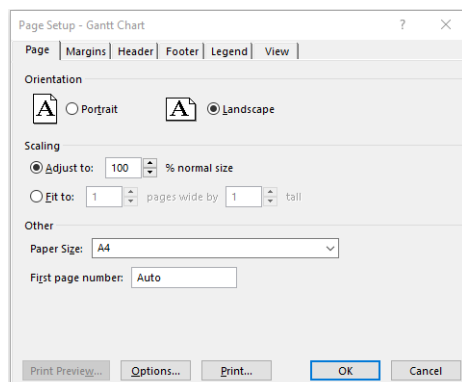 Page Setup - Gantt Chart ? ×
Page Margins Header Footer Legend View
Orientation
A Portrait A Landscape
Scaling
Adjust to: 100 % normal size
Fit to: 1 pages wide by 1 tall
Other
Paper Size: A4
First page number: Auto
Print Preview... Options... Print... OK Cancel